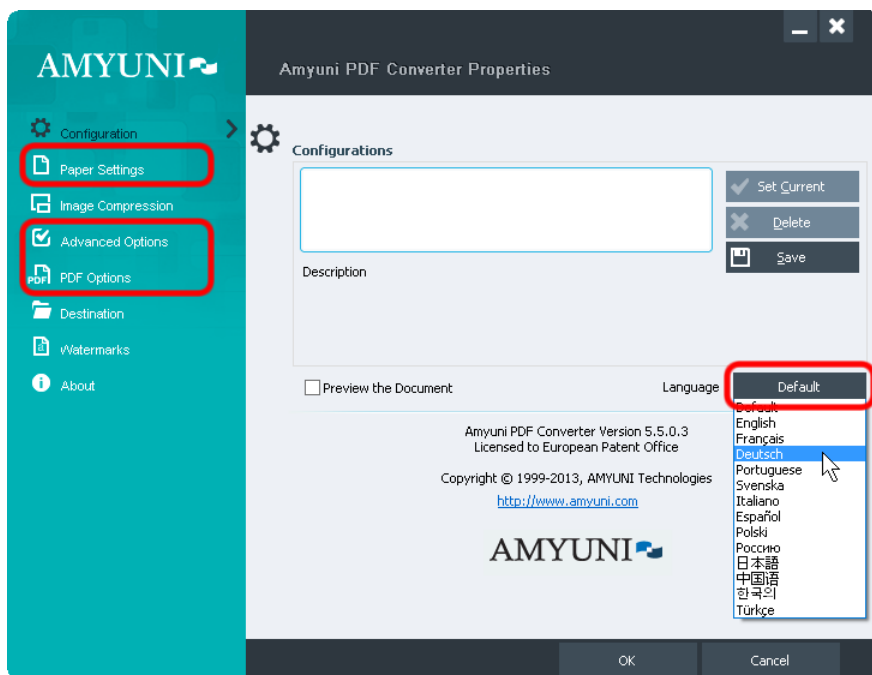 AMYUNI
Amyuni PDF Converter Properties
Configuration
Paper Settings
Image Compression
Advanced Options
PDF
PDF Options
Destination
a
Watermarks
i
About
Configurations
Set Current
Delete
Save
Description
Preview the Document
Language
Default
Default
English
Français
Deutsch
Portuguese
Svenska
Italiano
Español
Polski
Россию
日本語
中国语
한국의
Türkçe
Amyuni PDF Converter Version 5.5.0.3
Licensed to European Patent Office
Copyright © 1999-2013, AMYUNI Technologies
http://www.amyuni.com
AMYUNI
OK
Cancel